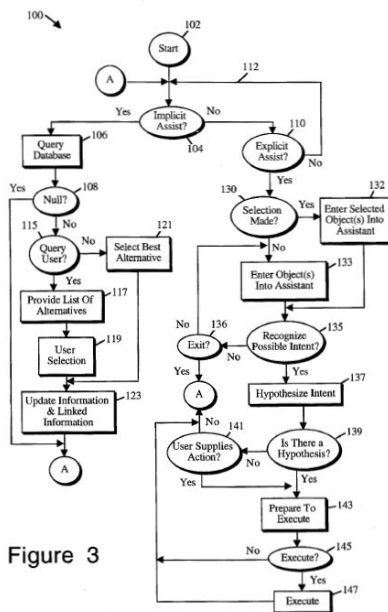 100
102
Start
A
112
Implicit
Assist?
104
Yes
No
Query
Database
106
110
Explicit
Assist?
No
Yes
Yes
Null?
108
No
130
Selection
Made?
Yes
132
Enter Selected
Object(s) Into
Assistant
115
Query
User?
No
121
Select Best
Alternative
Yes
No
Enter Object(s)
Into Assistant
133
Provide List Of
Alternatives
117
User
Selection
119
No
136
Exit?
No
Recognize
Possible Intent?
135
Yes
Yes
Hypothesize Intent
137
Update Information
& Linked
Information
123
A
141
User Supplies
Action?
No
Is There a
Hypothesis?
139
A
Yes
Yes
Prepare To
Execute
143
No
Execute?
145
Yes
Execute
147
Figure 3